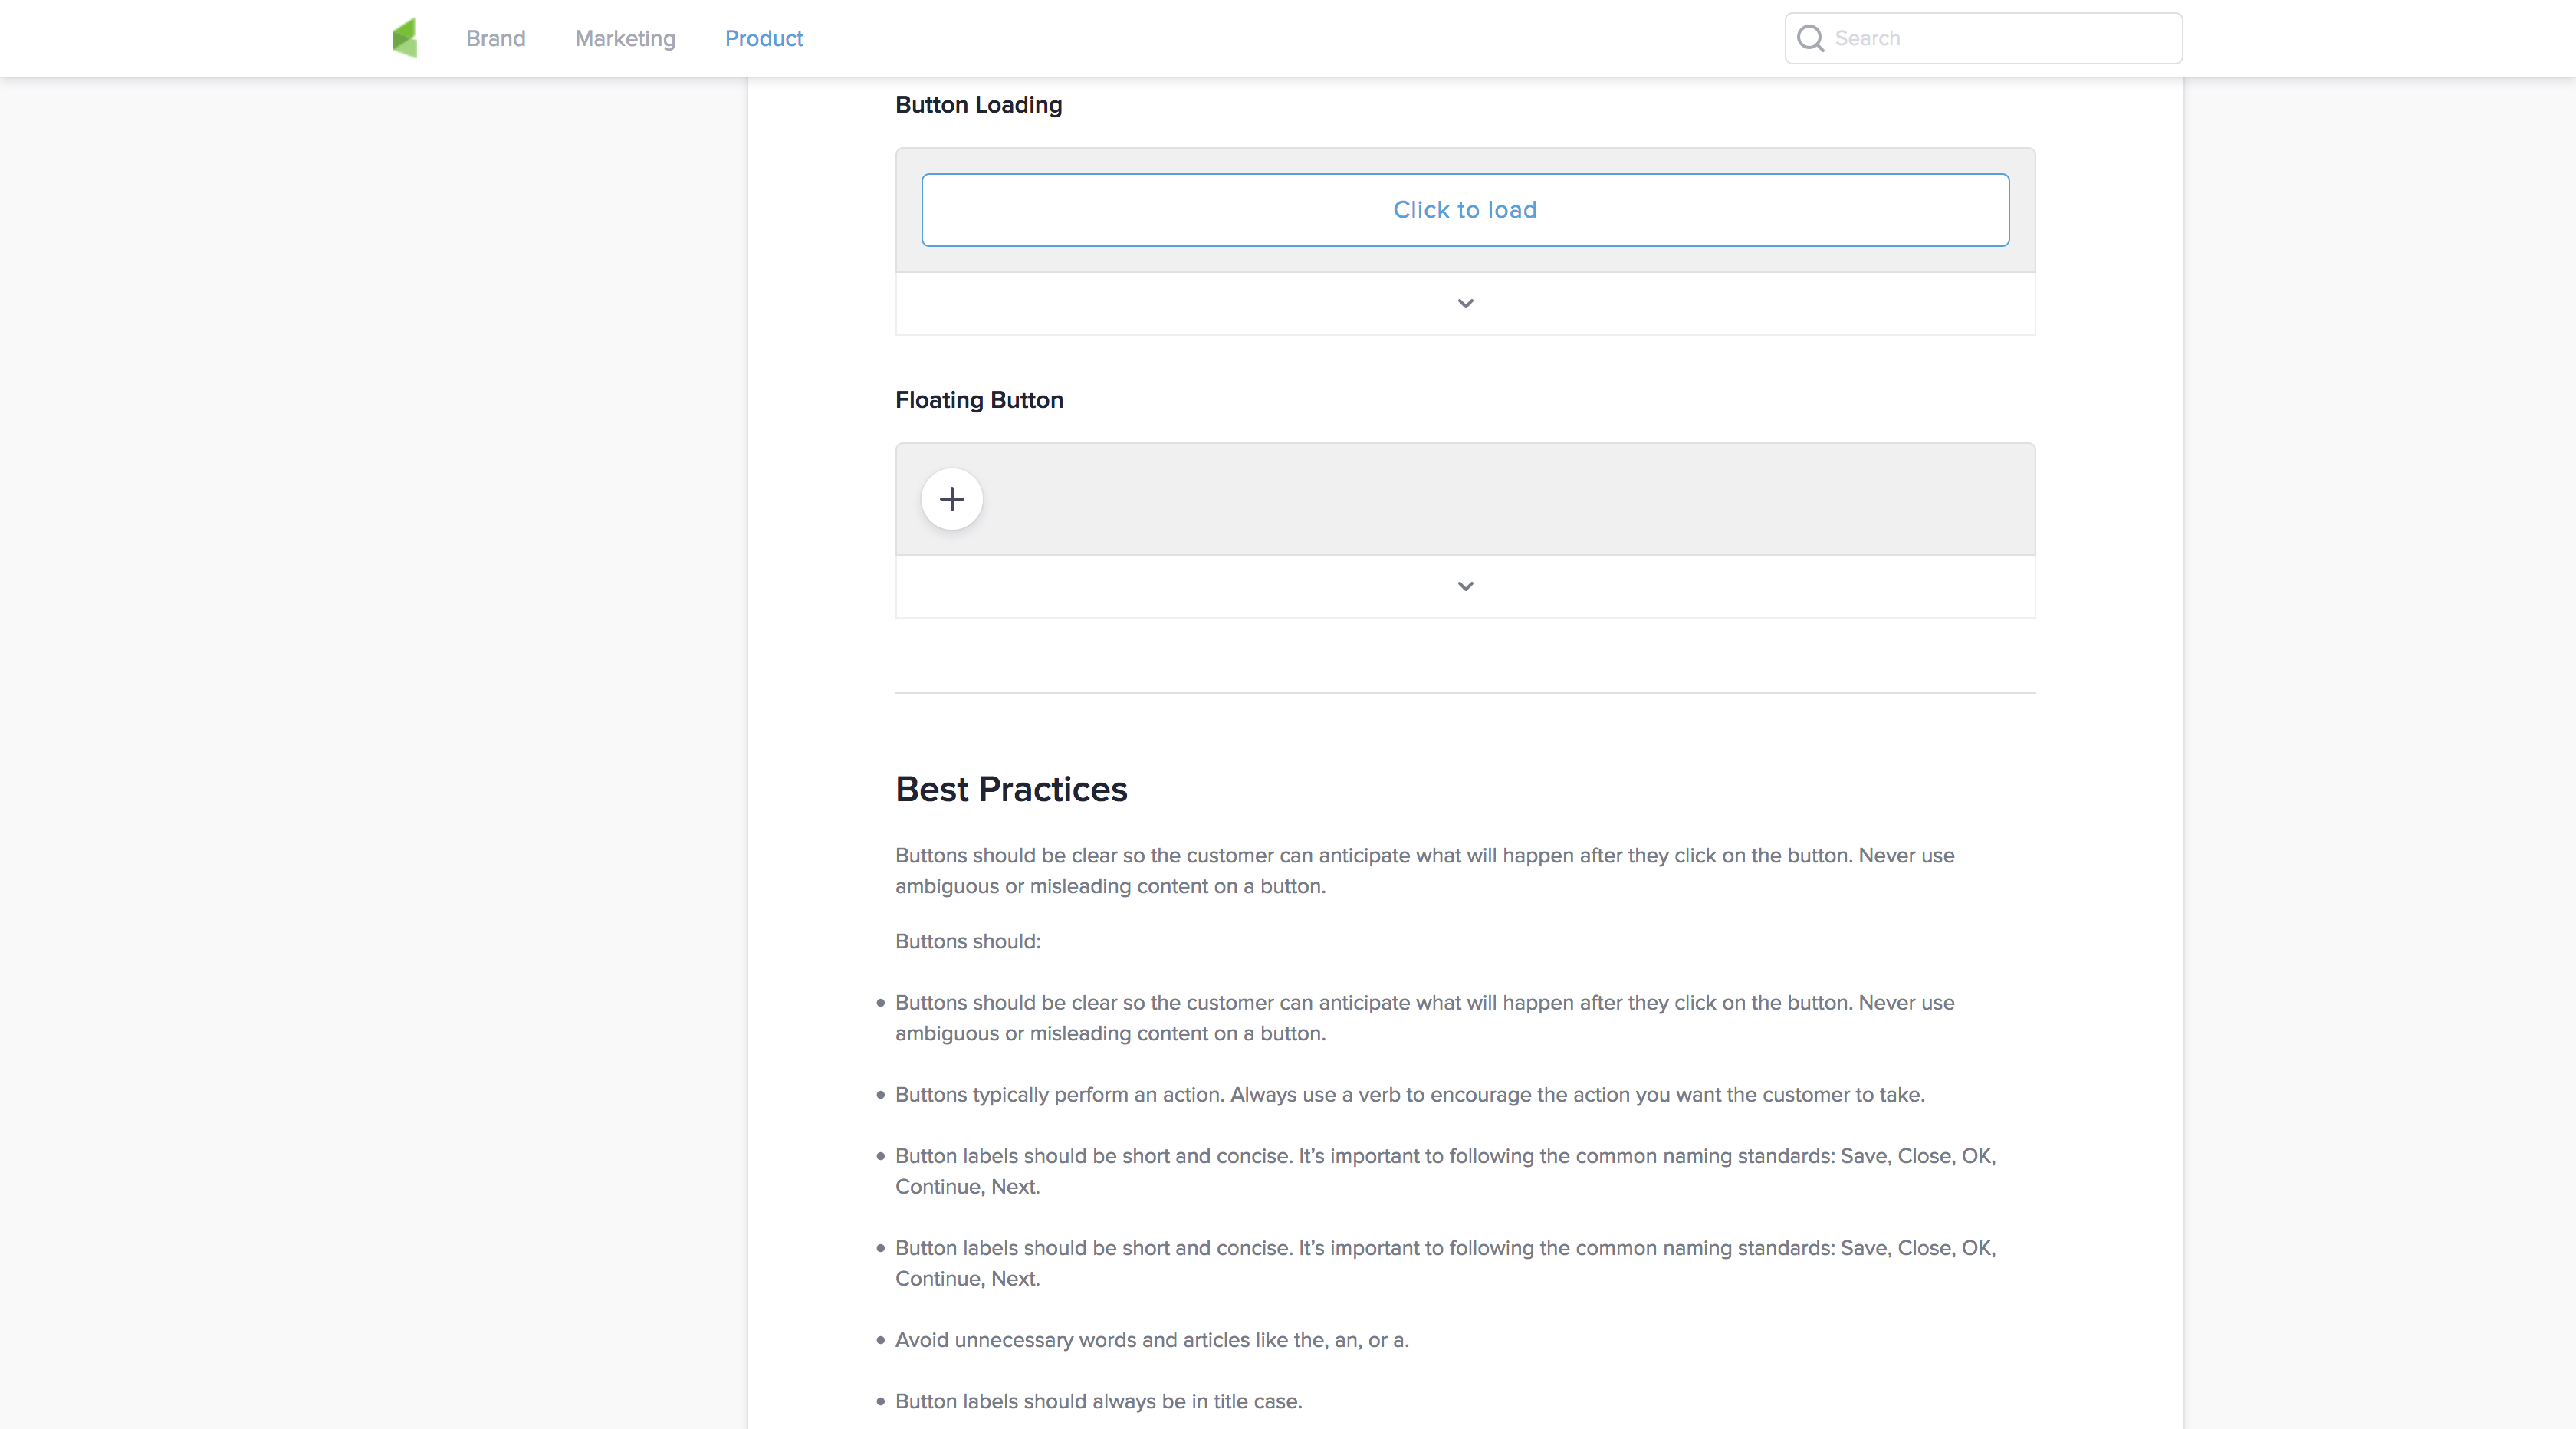 Brand
Marketing
Product
Search
Button Loading
Click to load
Floating Button
Best Practices
Buttons should be clear so the customer can anticipate what will happen after they click on the button. Never use
ambiguous or misleading content on a button.
Buttons should:
Buttons should be clear so the customer can anticipate what will happen after they click on the button. Never use
ambiguous or misleading content on a button.
Buttons typically perform an action. Always use a verb to encourage the action you want the customer to take.
Button labels should be short and concise. It’s important to following the common naming standards: Save, Close, OK,
Continue, Next.
Button labels should be short and concise. It’s important to following the common naming standards: Save, Close, OK,
Continue, Next.
Avoid unnecessary words and articles like the, an, or a.
Button labels should always be in title case.